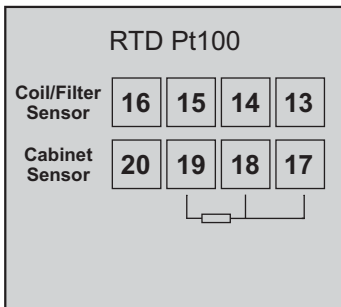 RTD Pt100
Coil/Filter
Sensor
16 15 14 13
Cabinet
Sensor
20 19 18 17